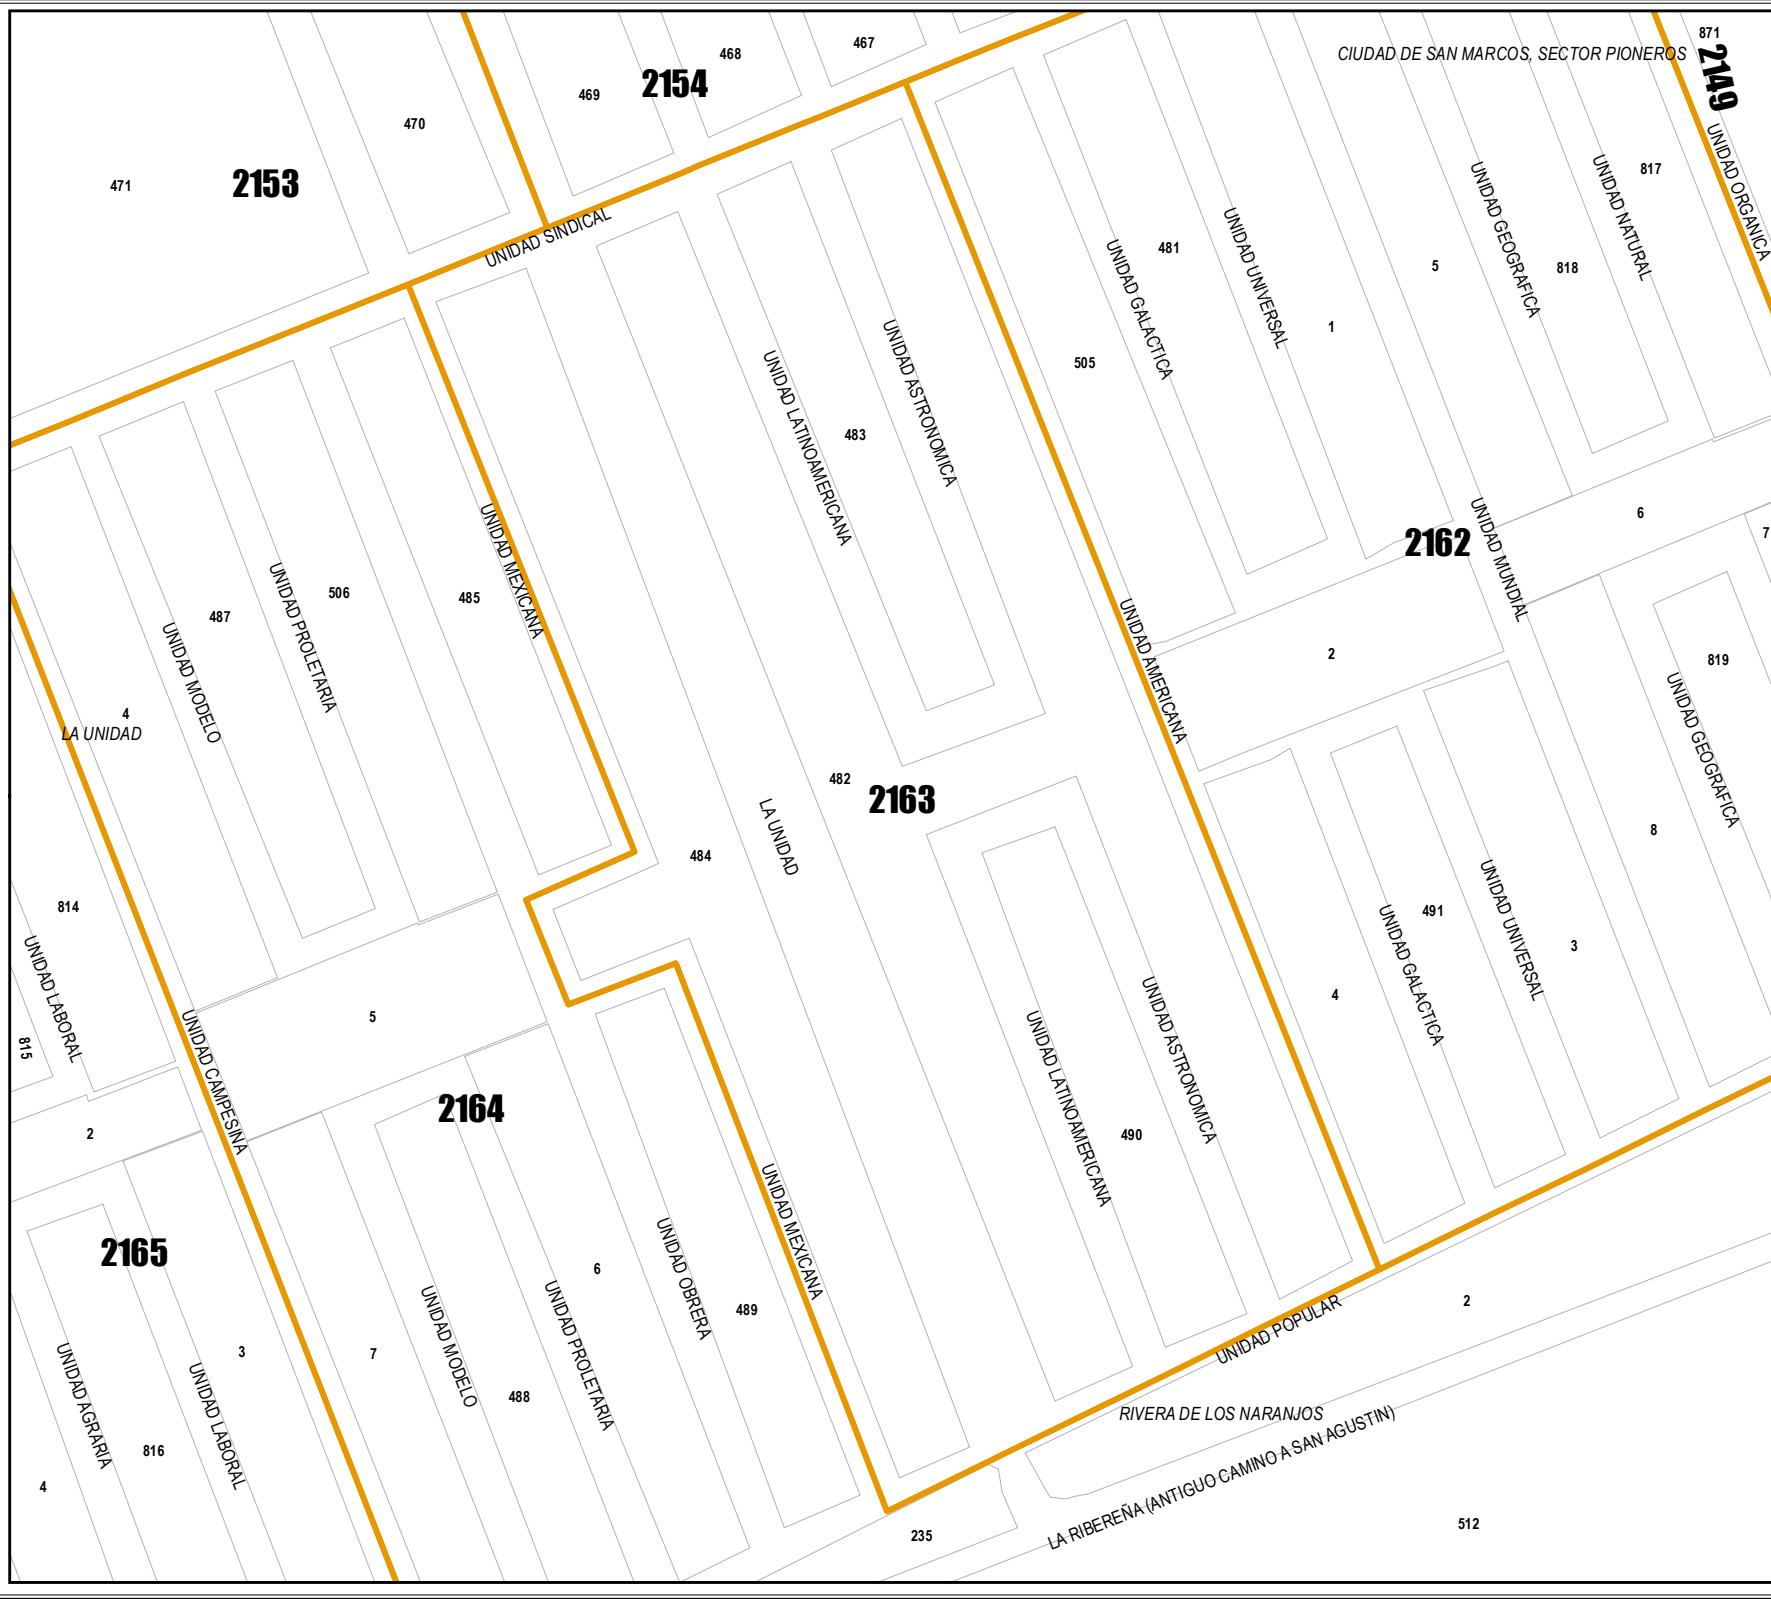 871
467
468
CIUDAD DE SAN MARCOS, SECTOR PIONEROS
2149
2154
469
470
UNIDAD ORGANICA
817
2153
471
UNIDAD NATURAL
UNIDAD GEOGRAFICA
UNIDAD SINDICAL
481
UNIDAD UNIVERSAL
UNIDAD GALACTICA
5
818
1
505
UNIDAD ASTRONOMICA
UNIDAD LATINOAMERICANA
483
6
7
2162
UNIDAD MUNDIAL
UNIDAD MEXICANA
506
485
487
UNIDAD PROLETARIA
UNIDAD MODELO
UNIDAD AMERICANA
2
819
4
LA UNIDAD
UNIDAD GEOGRAFICA
482
2163
LA UNIDAD
8
484
814
491
UNIDAD UNIVERSAL
UNIDAD GALACTICA
3
UNIDAD LABORAL
4
5
815
UNIDAD CAMPESINA
UNIDAD ASTRONOMICA
UNIDAD LATINOAMERICANA
2164
2
490
2165
UNIDAD MEXICANA
UNIDAD OBRERA
6
489
2
UNIDAD POPULAR
UNIDAD MODELO
UNIDAD PROLETARIA
3
7
UNIDAD AGRARIA
UNIDAD LABORAL
488
RIVERA DE LOS NARANJOS
816
4
LA RIBEREÑA (ANTIGUO CAMINO A SAN AGUSTIN)
512
235